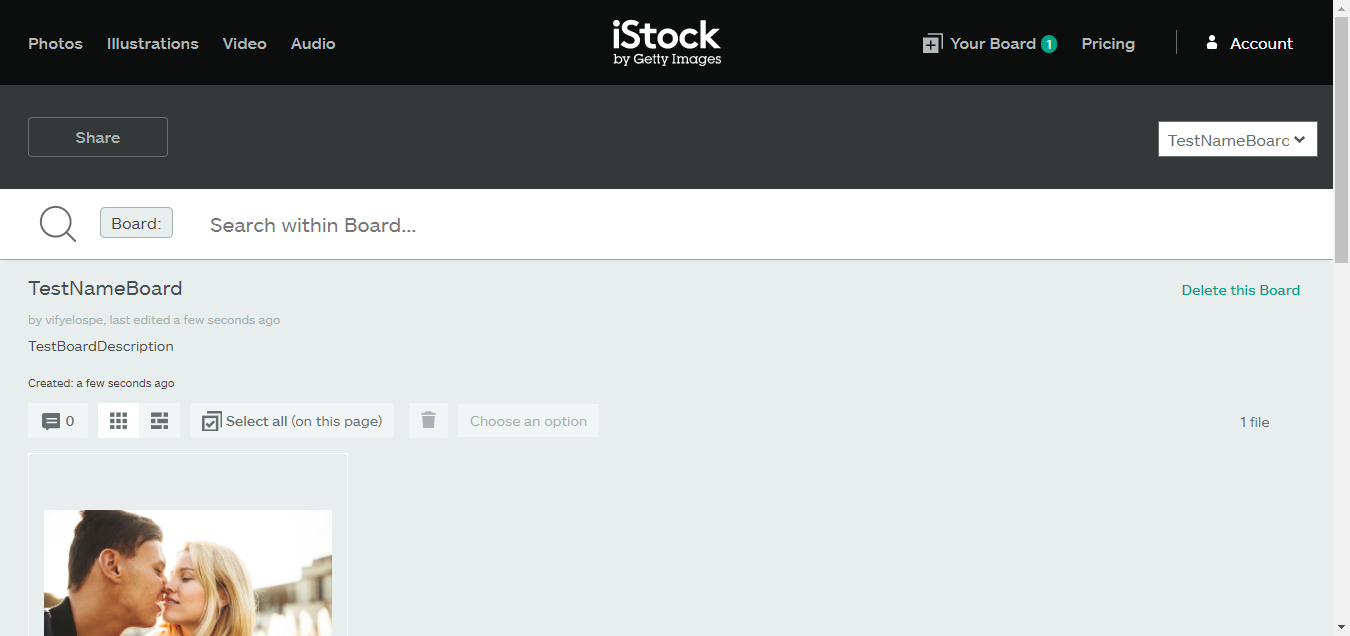 Photos Illustrations Video Audio iStock by Getty Images Your Board 1 Pricing Account
Share TestNameBoard
Board: Search within Board...
TestNameBoard Delete this Board
by vifyelospe, last edited a few seconds ago
TestBoardDescription
Created: a few seconds ago
0 Select all (on this page) Choose an option 1 file